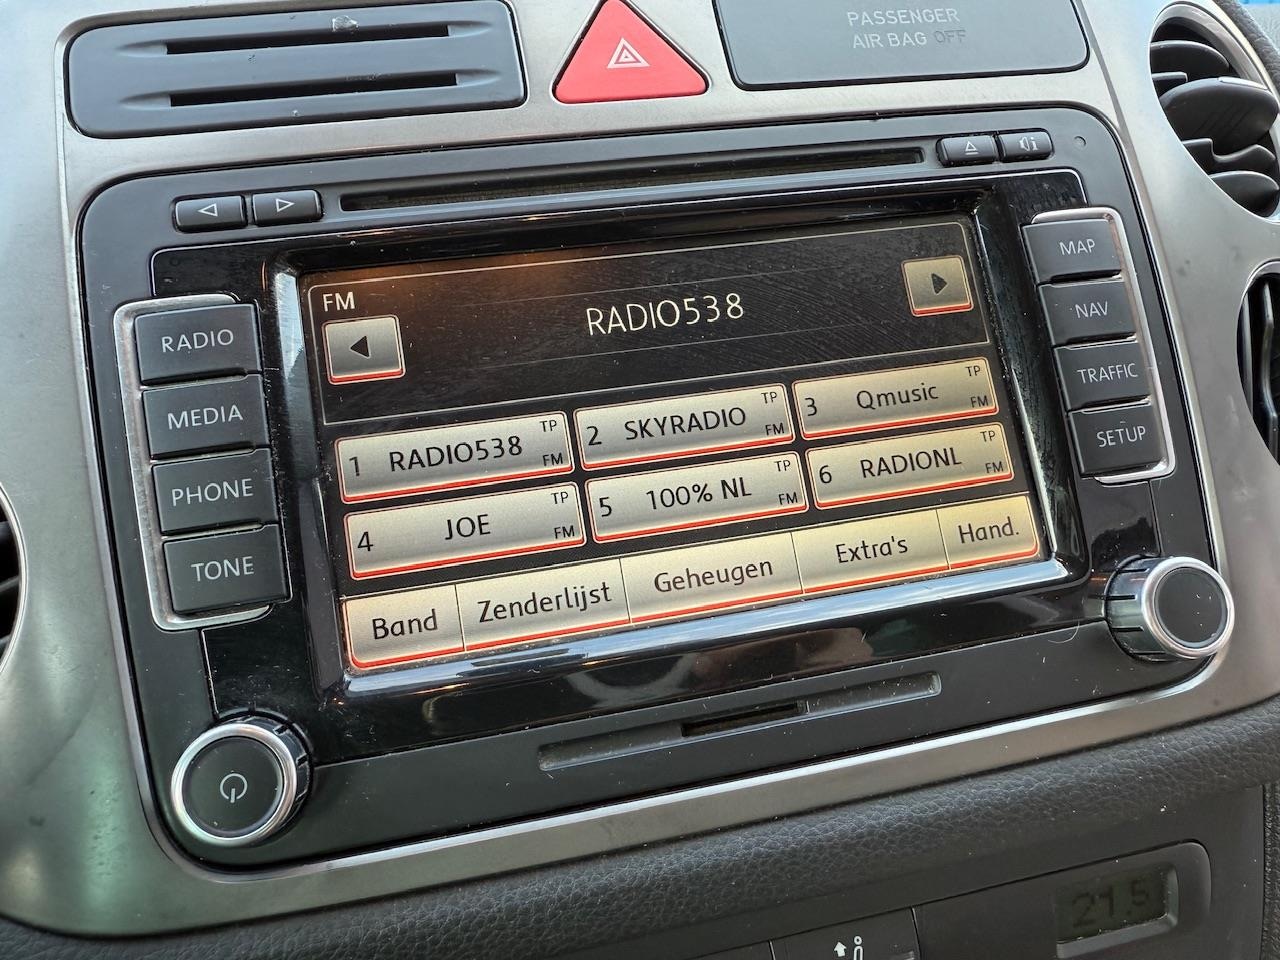 PASSENGER
AIR BAG OFF
RADIO
MEDIA
PHONE
TONE
FM
RADIO538
1 RADIO538 TP FM
2 SKYRADIO TP FM
3 Qmusic TP FM
4 JOE TP FM
5 100% NL TP FM
6 RADIONL TP FM
Band
Zenderlijst
Geheugen
Extra's
Hand.
MAP
NAV
TRAFFIC
SETUP
21.5